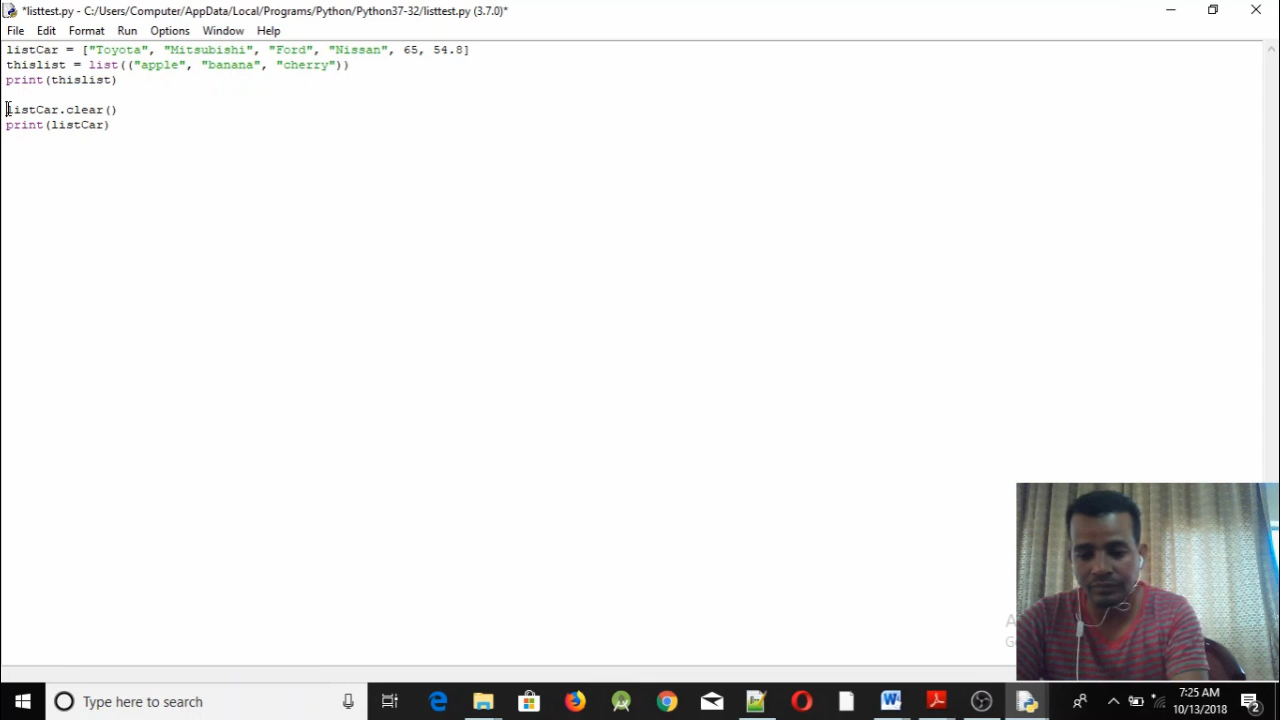 *listtest.py - C:/Users/Computer/AppData/Local/Programs/Python/Python37-32/listtest.py (3.7.0)*
File Edit Format Run Options Window Help
listCar = ["Toyota", "Mitsubishi", "Ford", "Nissan", 65, 54.8]
thislist = list(("apple", "banana", "cherry"))
print(thislist)
listCar.clear()
print(listCar)
Type here to search
7:25 AM
10/13/2018
2